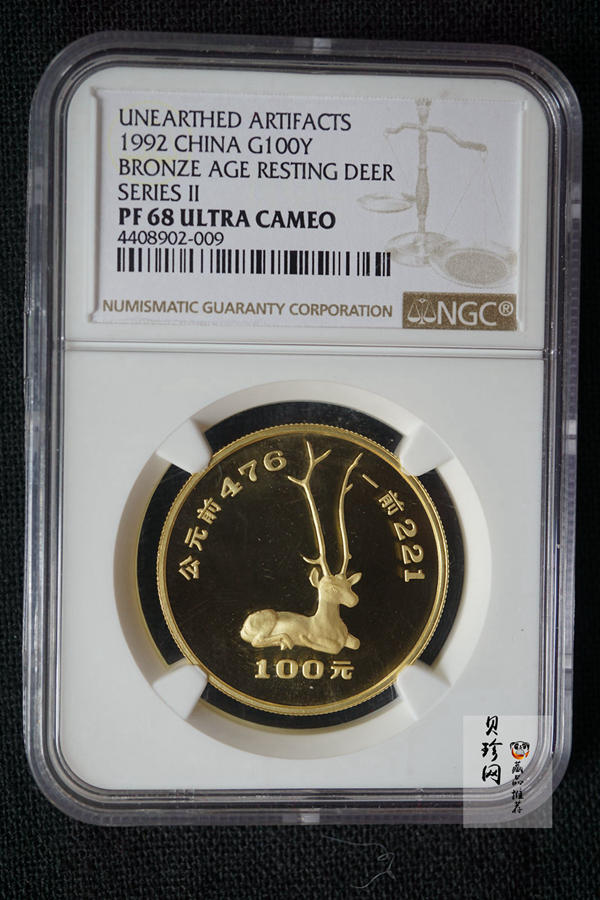 UNEARTHED ARTIFACTS
1992 CHINA G100Y
BRONZE AGE RESTING DEER
SERIES II
PF 68 ULTRA CAMEO
4408902-009
NUMISMATIC GUARANTY CORPORATION
NGC®
公元前476
一前221
100元
贝珍网
藏品推荐